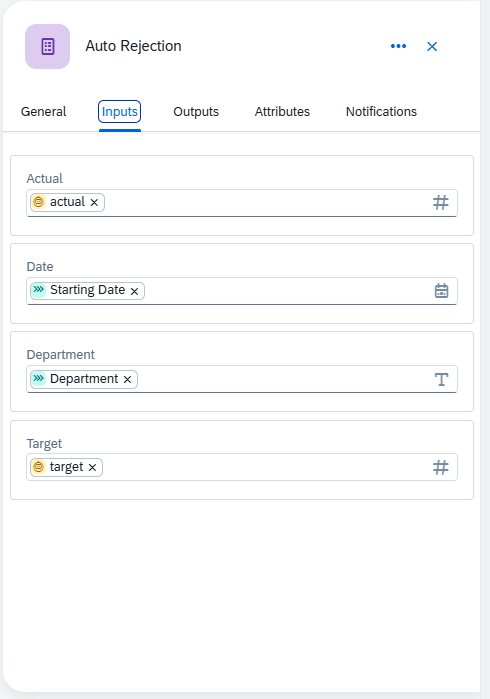 Auto Rejection
General Inputs Outputs Attributes Notifications
Actual
actual
Date
Starting Date
Department
Department
Target
target